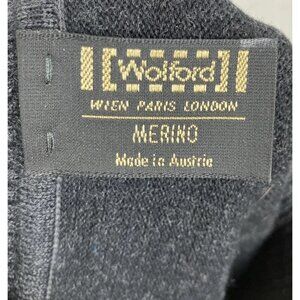 Wolford
WIEN PARIS LONDON
MERINO
Made in Austria